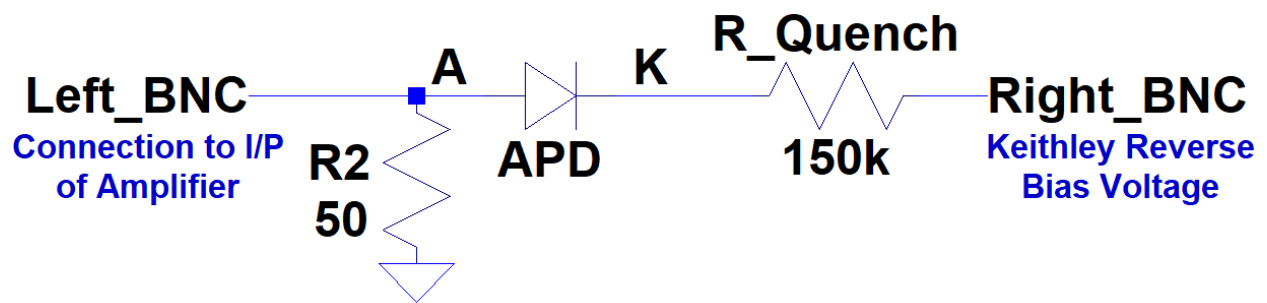 R_Quench
A
K
Left_BNC
Right_BNC
Connection to I/P
of Amplifier
R2
50
APD
150k
Keithley Reverse
Bias Voltage